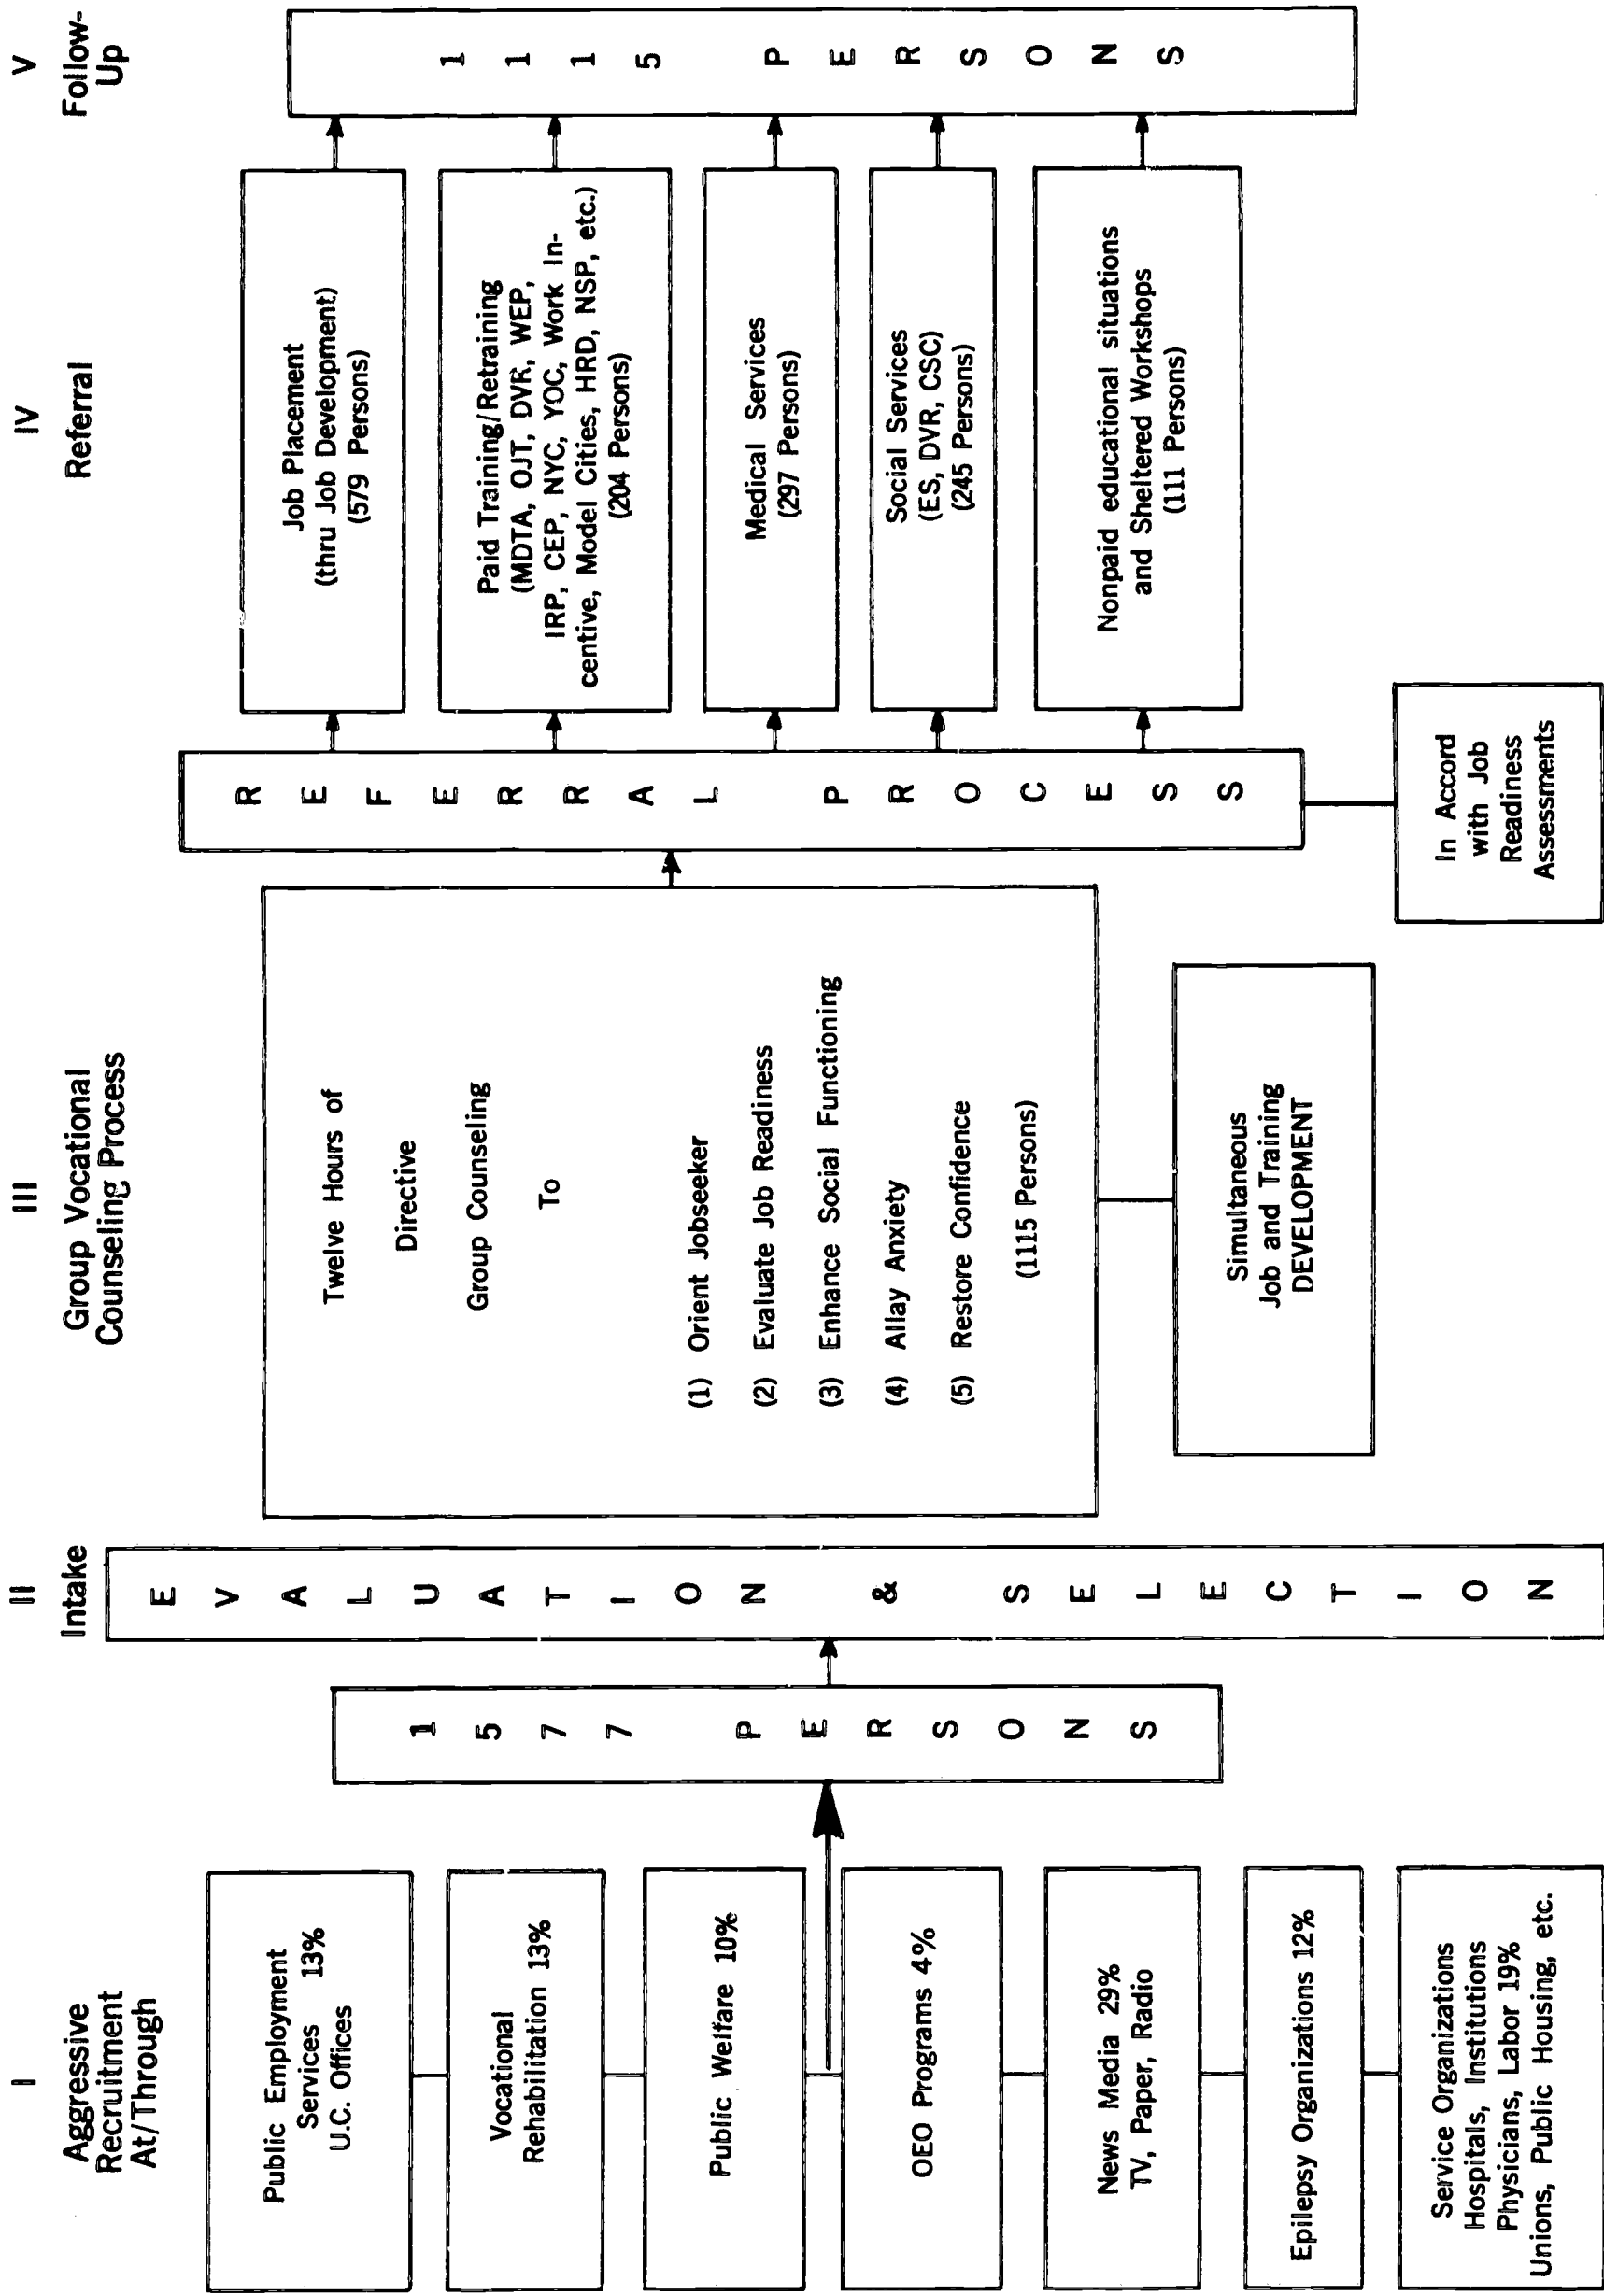 I
Aggressive
Recruitment
At/Through
Public Employment
Services 13%
U.C. Offices
Vocational
Rehabilitation 13%
Public Welfare 10%
OEO Programs 4%
News Media 29%
TV, Paper, Radio
Epilepsy Organizations 12%
Service Organizations
Hospitals, Institutions
Physicians, Labor 19%
Unions, Public Housing, etc.
1577 PERSONS
II
Intake
EVALUATION & SELECTION
III
Group Vocational
Counseling Process
Twelve Hours of
Directive
Group Counseling
To
(1) Orient Jobseeker
(2) Evaluate Job Readiness
(3) Enhance Social Functioning
(4) Allay Anxiety
(5) Restore Confidence
(1115 Persons)
Simultaneous
Job and Training
DEVELOPMENT
REFERRAL PROCESS
In Accord
with Job
Readiness
Assessments
IV
Referral
Job Placement
(thru Job Development)
(579 Persons)
Paid Training/Retraining
(MDTA, OJT, DVR, WEP,
IRP, CEP, NYC, YOC, Work In-
centive, Model Cities, HRD, NSP, etc.)
(204 Persons)
Medical Services
(297 Persons)
Social Services
(ES, DVR, CSC)
(245 Persons)
Nonpaid educational situations
and Sheltered Workshops
(111 Persons)
V
Follow-
Up
1115 PERSONS